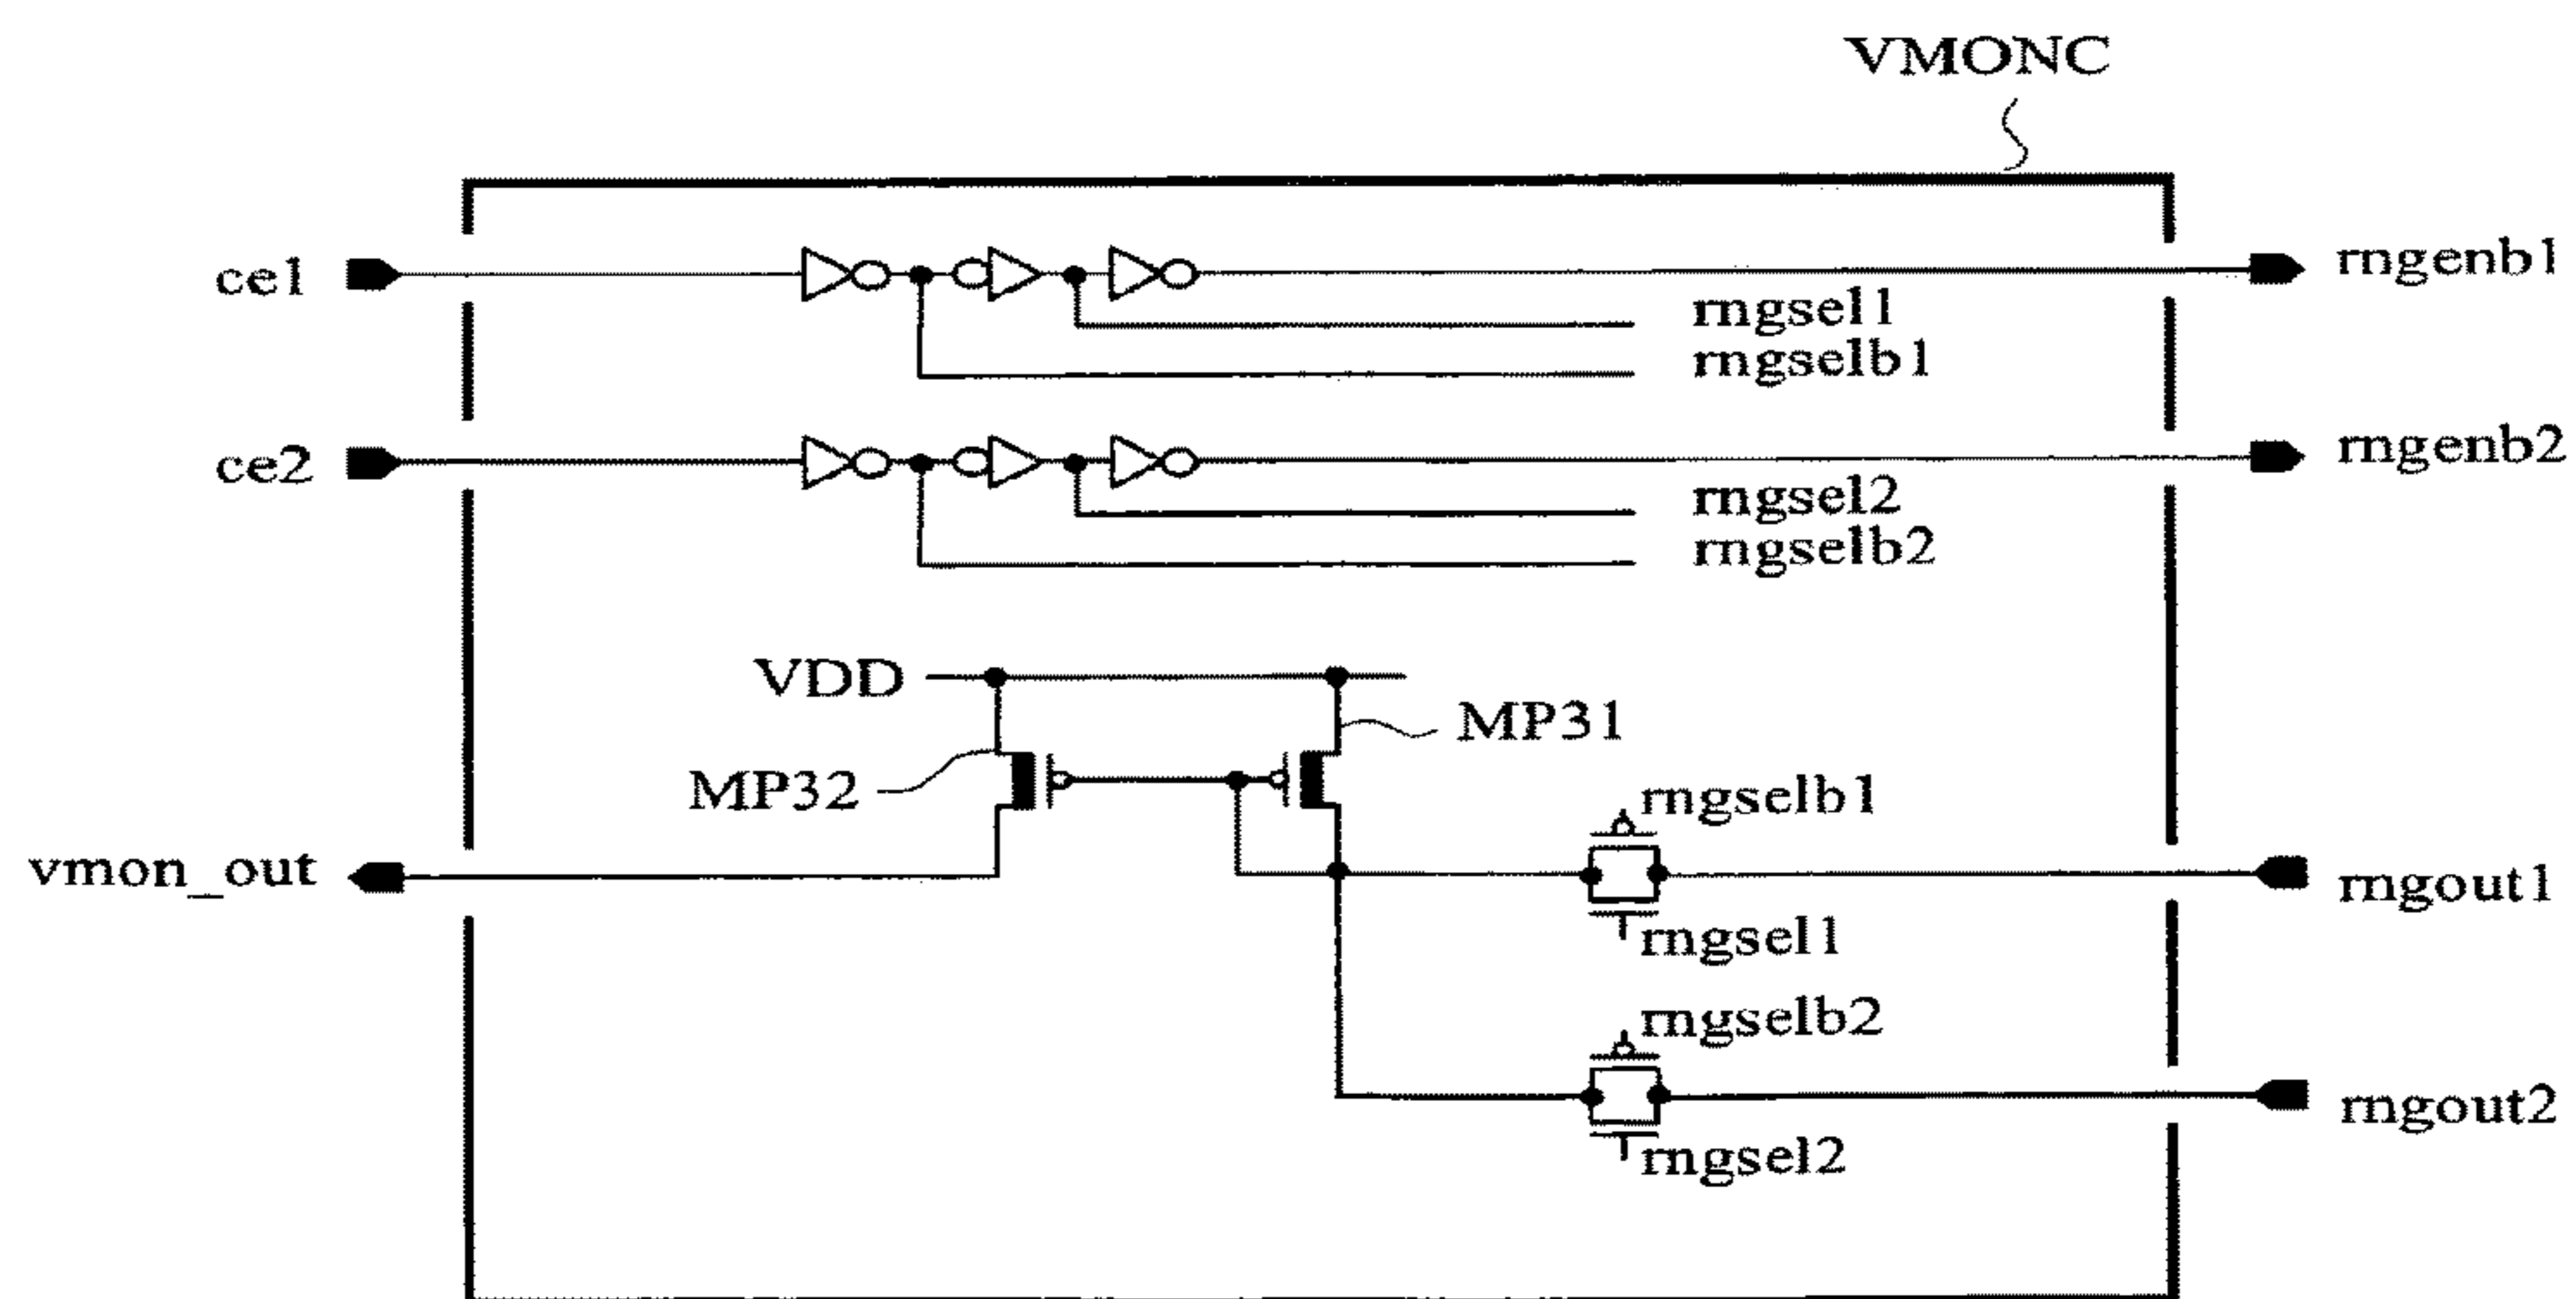 VMONC
ce1
rngenb1
rngsel1
rngselb1
ce2
rngenb2
rngsel2
rngselb2
VDD
MP31
MP32
rngselb1
vmon_out
rngout1
rngsel1
rngselb2
rngout2
rngsel2